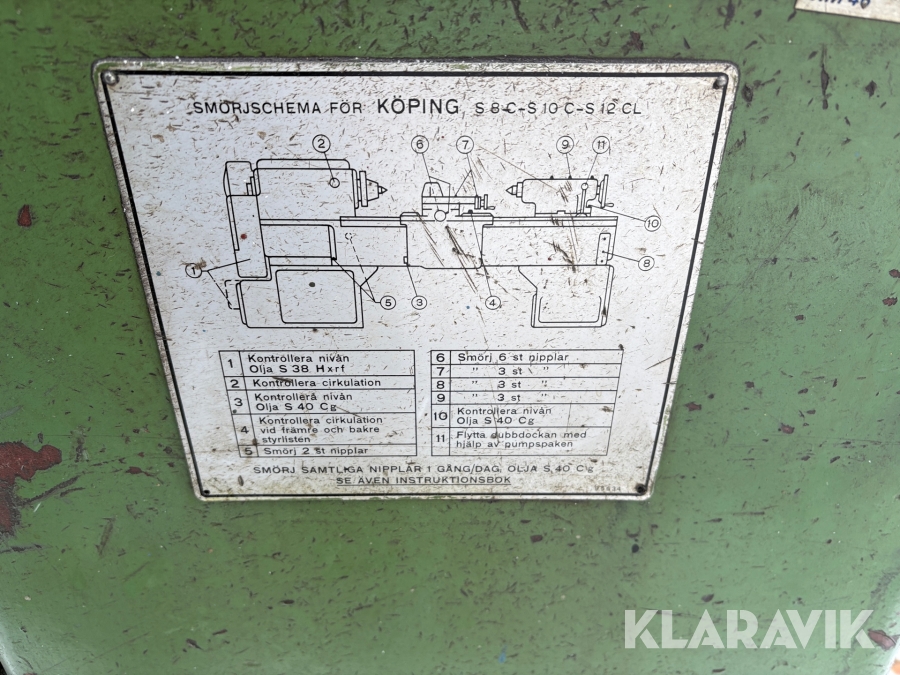 SMÖRJSCHEMA FÖR KÖPING S 8 C-S 10 C-S 12 CL
2
6
7
9
11
10
1
5
3
4
8
1 Kontrollera nivån
Olja S 38 Hxrf
2 Kontrollera cirkulation
3 Kontrollera nivån
Olja S 40 Cg
4 Kontrollera cirkulation
vid främre och bakre
styrlisten
5 Smörj 2 st nipplar
6 Smörj 6 st nipplar
7 " 3 st "
8 " 3 st "
9 " 3 st "
10 Kontrollera nivån
Olja S 40 Cg
11 Flytta dubbdockan med
hjälp av pumpspaken
SMÖRJ SAMTLIGA NIPPLAR 1 GÅNG/DAG. OLJA S 40 Cg
SE ÄVEN INSTRUKTIONSBOK
KLARAVIK